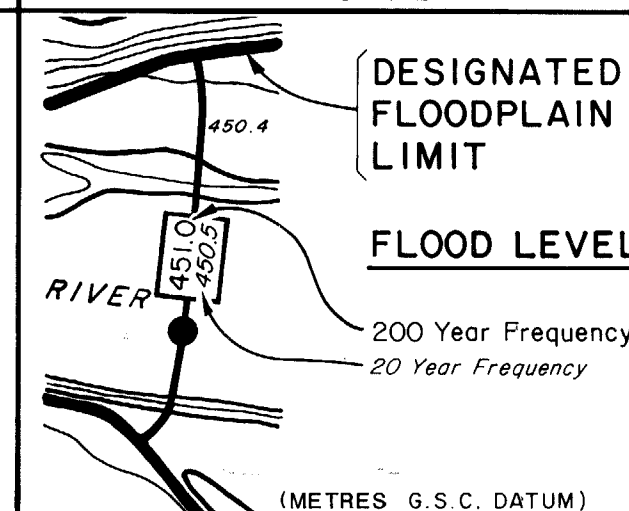 DESIGNATED
FLOODPLAIN
LIMIT
450.4
451.0
450.5
FLOOD LEVEL
RIVER
200 Year Frequency
20 Year Frequency
(METRES G.S.C. DATUM)